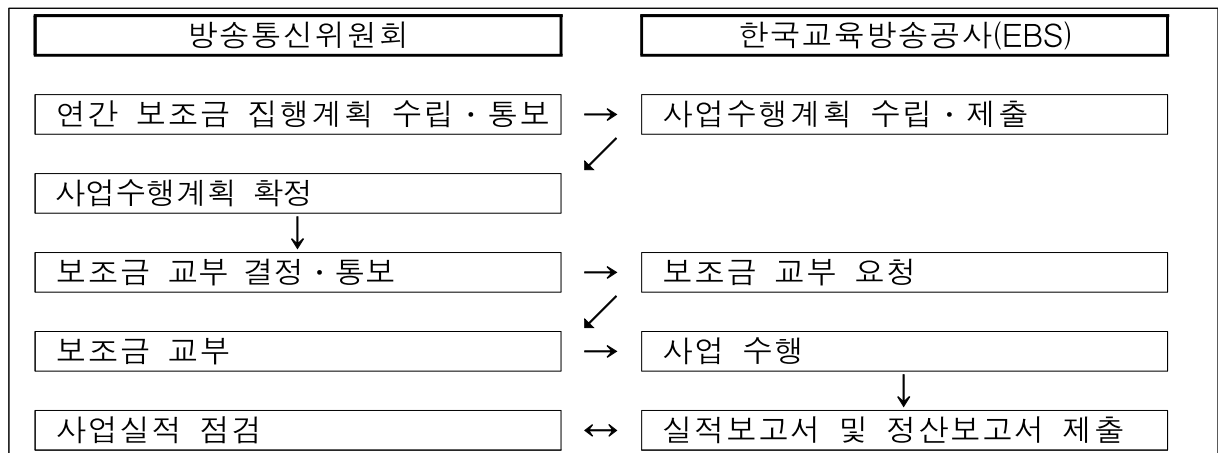 방송통신위원회 한국교육방송공사(EBS)
연간 보조금 집행계획 수립·통보 → 사업수행계획 수립·제출
↙
사업수행계획 확정
↓
보조금 교부 결정·통보 → 보조금 교부 요청
↙
보조금 교부 → 사업 수행
↓
사업실적 점검 ↔ 실적보고서 및 정산보고서 제출